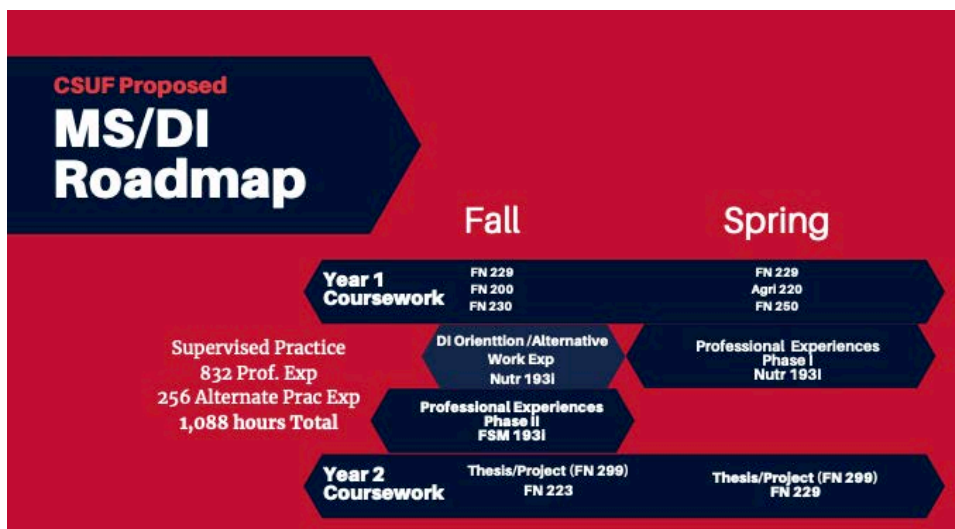 CSUF Proposed
MS/DI
Roadmap
Fall
Spring
Year 1
Coursework
FN 229
FN 200
FN 230
FN 229
Agri 220
FN 250
Supervised Practice
832 Prof. Exp
256 Alternate Prac Exp
1,088 hours Total
DI Orienttion /Alternative
Work Exp
Nutr 193i
Professional Experiences
Phase I
Nutr 193I
Professional Experiences
Phase II
FSM 193i
Year 2
Coursework
Thesis/Project (FN 299)
FN 223
Thesis/Project (FN 299)
FN 229